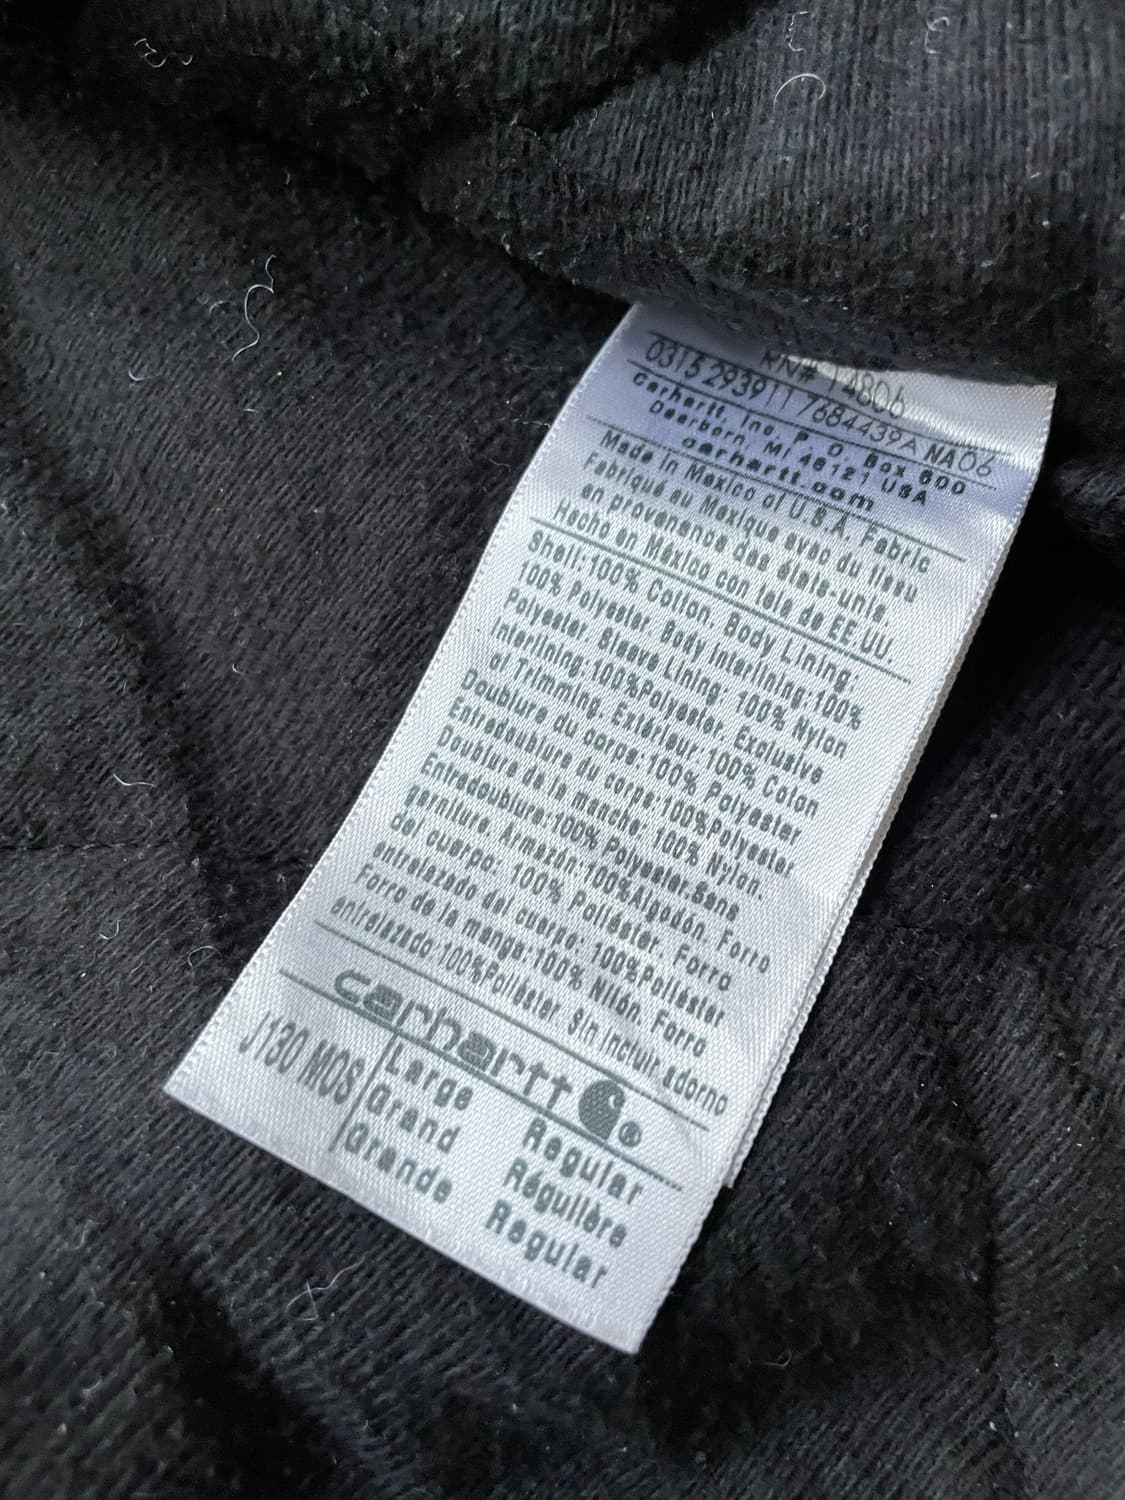 RN# 14806
0315 293911 7684439A NA06
Carhartt, Inc. P. O. Box 600
Dearborn, MI 48121 USA
carhartt.com
Made in Mexico of U.S.A. Fabric
Fabriqué au Mexique avec du tissu
en provenance des états-unis.
Hecho en México con tela de EE.UU.
Shell:100% Cotton. Body Lining:
100% Polyester. Body Interlining:100%
Polyester. Sleeve Lining: 100% Nylon
Interlining:100%Polyester. Exclusive
of Trimming. Extérieur:100% Coton
Doublure du corps:100% Polyester
Entredoublure du corps:100%Polyester
Doublure de la manche: 100% Nylon.
Entredoublure:100% Polyester.Sans
garniture. Armazón:100%Algodón. Forro
del cuerpo: 100% Poliéster. Forro
entrelazado del cuerpo: 100%Poliéster
Forro de la manga:100% Nilón. Forro
entrelazado:100%Poliéster Sin incluir adorno
carhartt ®
J130 MOS Large Regular
Grand Régulière
Grande Regular